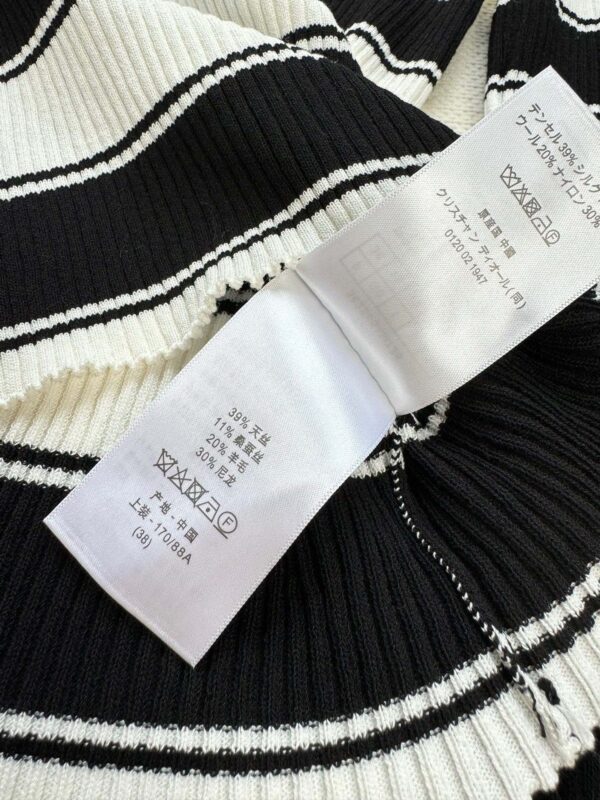 テンセル 39% シルク
ウール 20% ナイロン 30%
F
原産国 中国
クリスチャン ディオール(同)
0120 02 1947
39% 天丝
11% 桑蚕丝
20% 羊毛
30% 尼龙
F
产地 - 中国
上装 - 170/88A
(38)